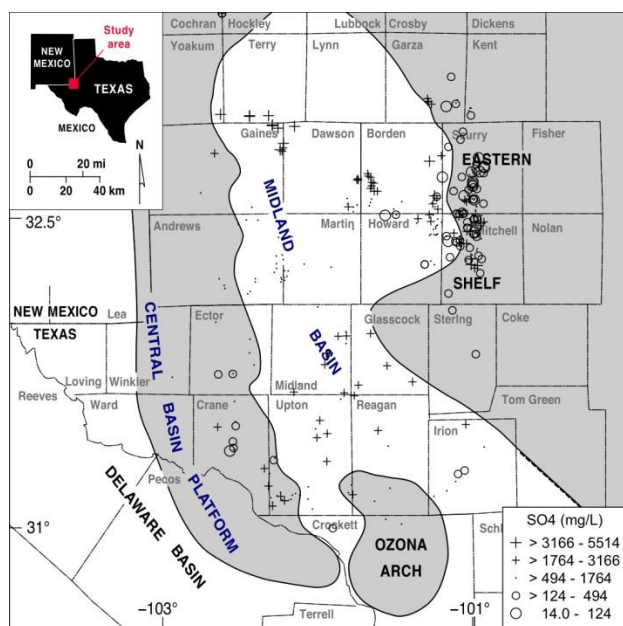 Cochran Hockley Lubbock Crosby Dickens
Yoakum Terry Lynn Garza Kent
NEW
MEXICO
Study
area
TEXAS
MEXICO
N
0 20 mi
0 20 40 km
Gaines Dawson Borden Scurry Fisher
EASTERN
MIDLAND
32.5°
Andrews Martin Howard Mitchell Nolan
SHELF
NEW MEXICO
TEXAS
Lea
CENTRAL
Ector
BASIN
Glasscock Sterling Coke
Loving Winkler
Midland
Reeves
Ward
BASIN
Crane Upton Reagan
Tom Green
Irion
Pecos
PLATFORM
DELAWARE BASIN
31°
Crockett
OZONA
ARCH
Schl
SO4 (mg/L)
> 3166 - 5514
> 1764 - 3166
> 494 - 1764
> 124 - 494
14.0 - 124
−103°
−101°
Terrell